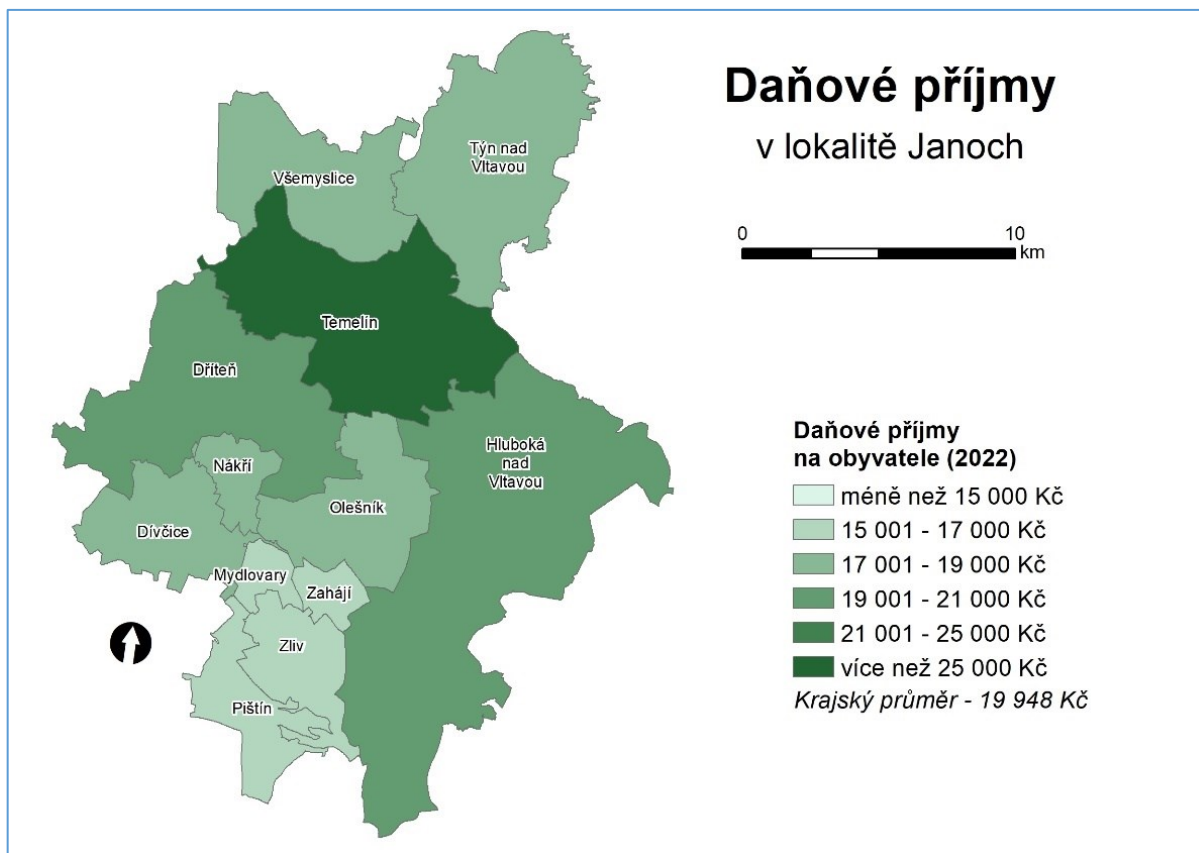 Daňové příjmy
v lokalitě Janoch
0 10
km
Týn nad
Vltavou
Všemyslice
Temelín
Dříteň
Hluboká
nad
Vltavou
Nákří
Olešník
Dívčice
Mydlovary
Zahájí
Zliv
Pištín
Daňové příjmy
na obyvatele (2022)
méně než 15 000 Kč
15 001 - 17 000 Kč
17 001 - 19 000 Kč
19 001 - 21 000 Kč
21 001 - 25 000 Kč
více než 25 000 Kč
Krajský průměr - 19 948 Kč